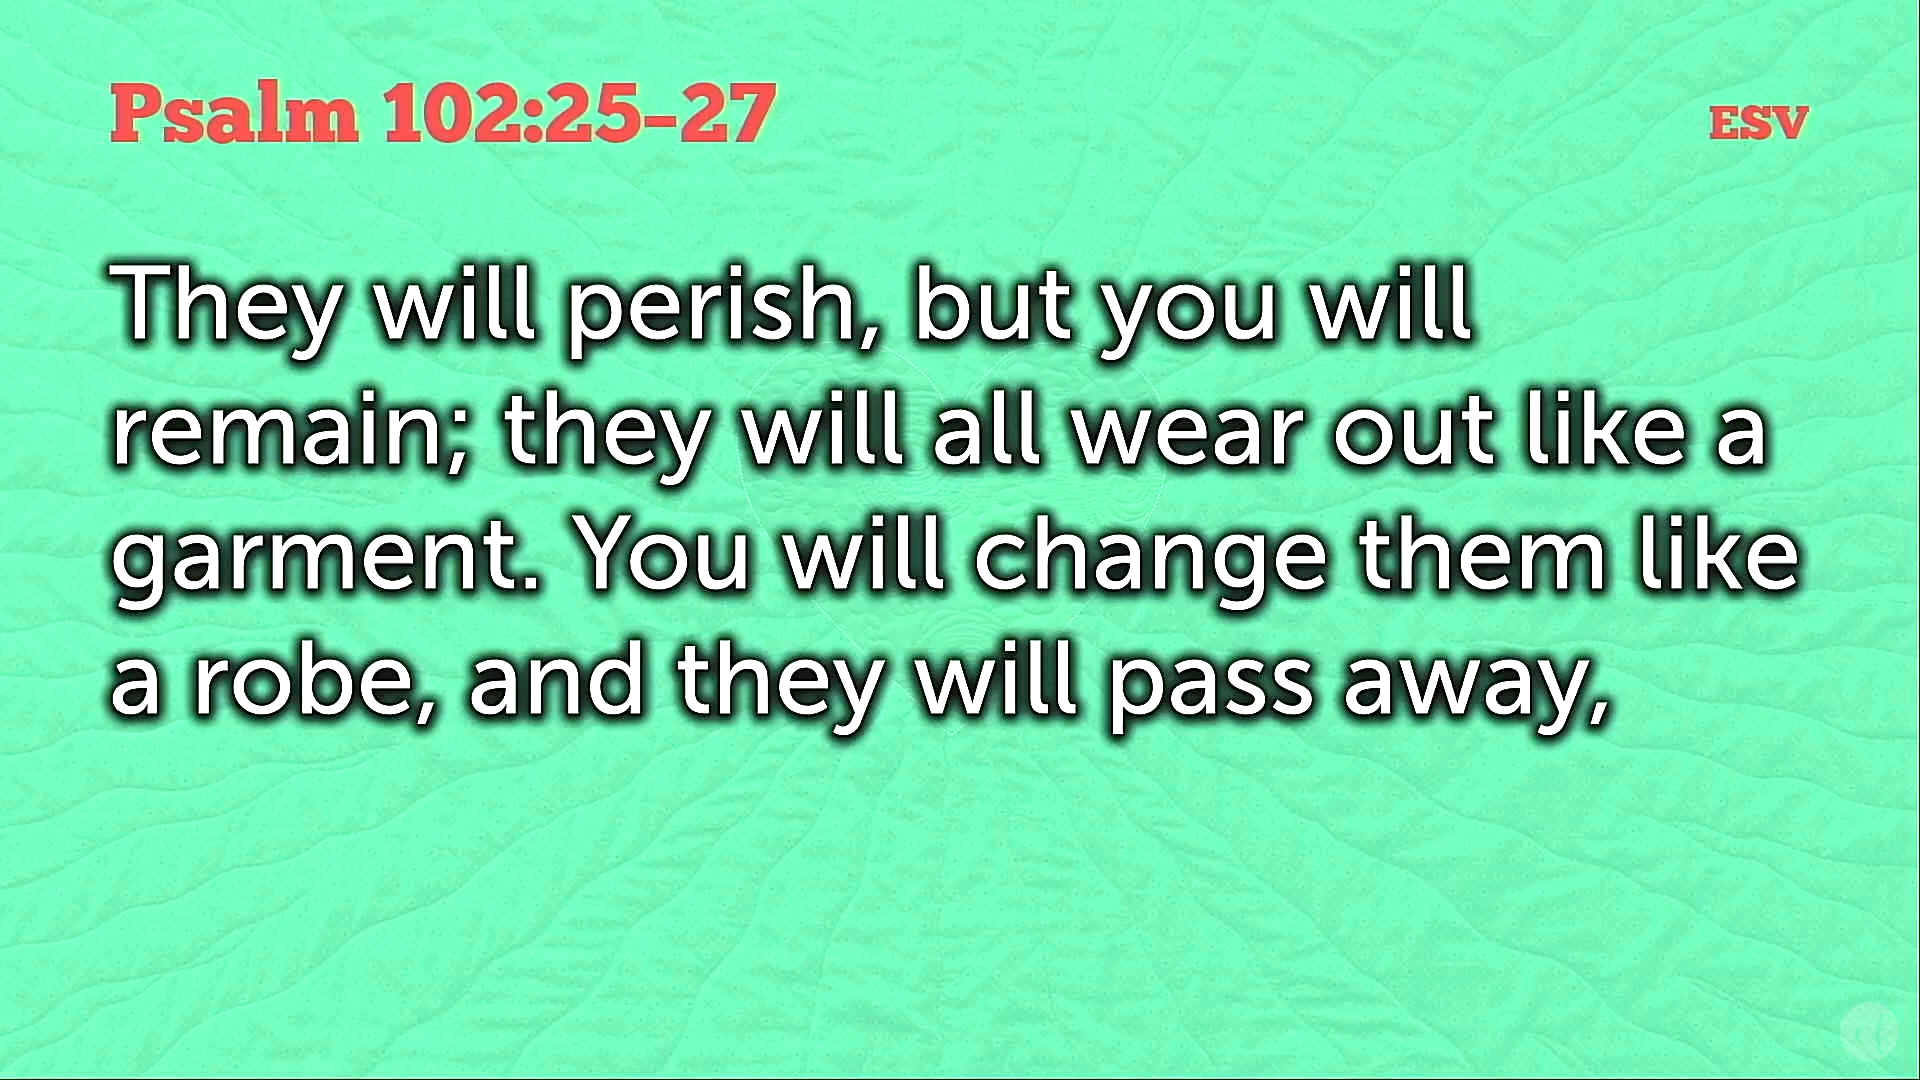 Psalm 102:25–27
ESV
They will perish, but you will
remain; they will all wear out like a
garment. You will change them like
a robe, and they will pass away,